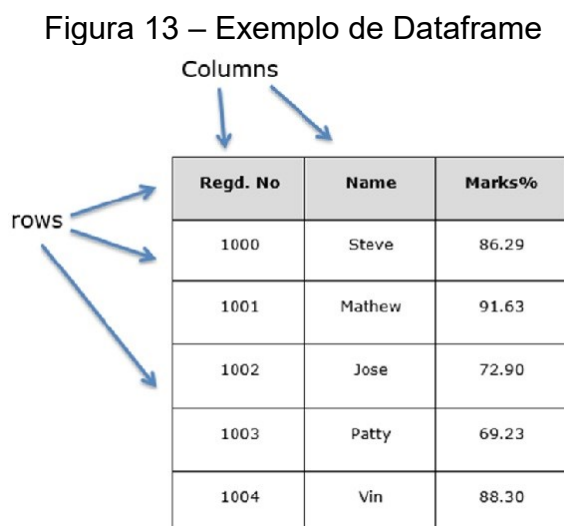 Figura 13 – Exemplo de Dataframe
Columns
rows
Regd. No Name Marks%
1000 Steve 86.29
1001 Mathew 91.63
1002 Jose 72.90
1003 Patty 69.23
1004 Vin 88.30